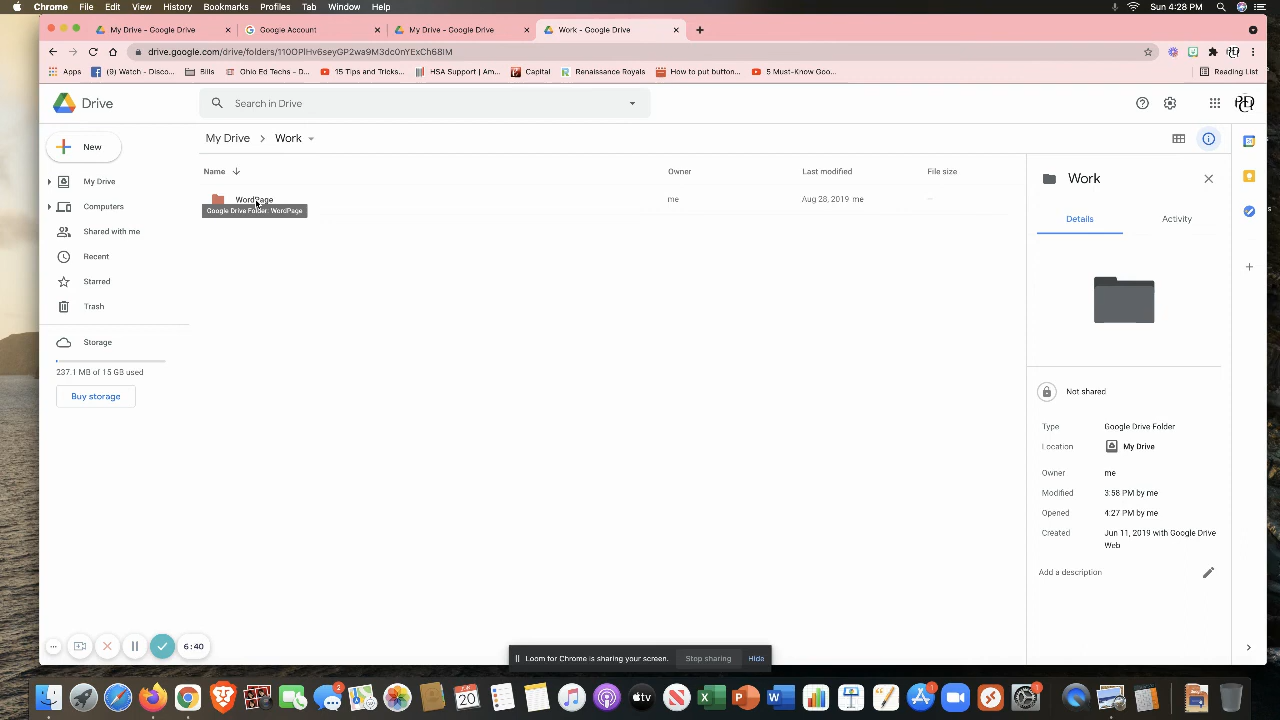 Chrome File Edit View History Bookmarks Profiles Tab Window Help Sun 4:28 PM
My Drive - Google Drive Google Account My Drive - Google Drive Work - Google Drive
drive.google.com/drive/folders/110OPlHv6seyGP2wa9M3dc0nYExCh68IM
Apps (9) Watch - Disco... Bills Ohio Ed Techs - D... 15 Tips and Tricks... HSA Support | Am... Capital Renaissance Royals How to put button... 5 Must-Know Goo... Reading List
Drive Search in Drive
My Drive > Work
New
Name Owner Last modified File size
Work
My Drive
WordPage me Aug 28, 2019 me –
Google Drive Folder: WordPage
Computers
Details Activity
Shared with me
Recent
Starred
Trash
Storage
237.1 MB of 15 GB used
Buy storage
Not shared
Type Google Drive Folder
Location My Drive
Owner me
Modified 3:58 PM by me
Opened 4:27 PM by me
Created Jun 11, 2019 with Google Drive
Web
Add a description
6:40
Loom for Chrome is sharing your screen. Stop sharing Hide
2
20
tv
1
1